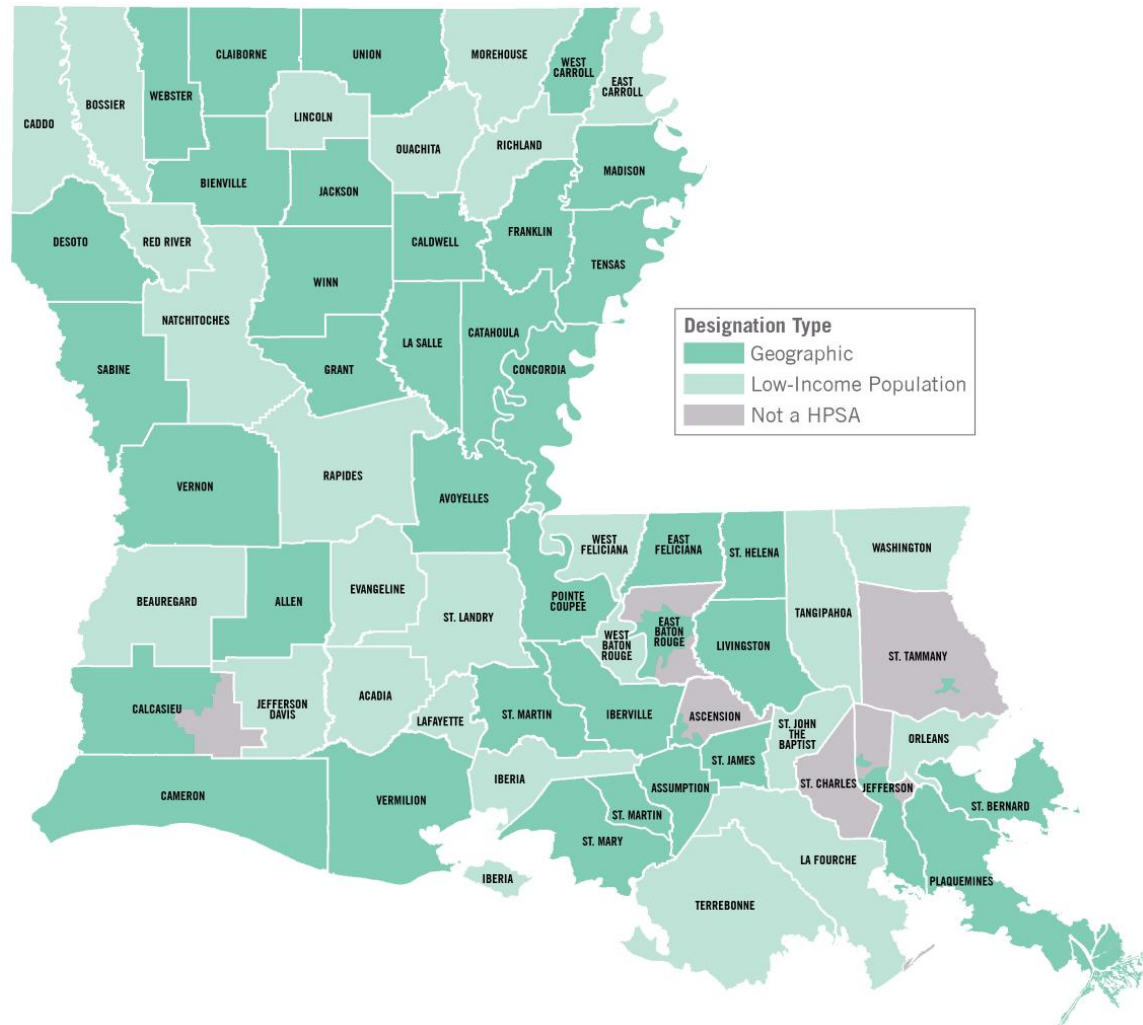 CLAIBORNE
UNION
MOREHOUSE
WEST
CARROLL
EAST
CARROLL
WEBSTER
BOSSIER
CADDO
LINCOLN
OUACHITA
RICHLAND
MADISON
BIENVILLE
JACKSON
DESOTO
RED RIVER
CALDWELL
FRANKLIN
TENSAS
WINN
NATCHITOCHES
SABINE
GRANT
LA SALLE
CATAHOULA
CONCORDIA
Designation Type
Geographic
Low-Income Population
Not a HPSA
RAPIDES
VERNON
AVOYELLES
WEST
FELICIANA
EAST
FELICIANA
ST. HELENA
WASHINGTON
BEAUREGARD
ALLEN
EVANGELINE
ST. LANDRY
POINTE
COUPEE
WEST
BATON
ROUGE
EAST
BATON
ROUGE
LIVINGSTON
TANGIPAHOA
ST. TAMMANY
CALCASIEU
JEFFERSON
DAVIS
ACADIA
LAFAYETTE
ST. MARTIN
IBERVILLE
ASCENSION
ST. JOHN
THE
BAPTIST
ORLEANS
CAMERON
VERMILION
IBERIA
ASSUMPTION
ST. JAMES
ST. CHARLES
JEFFERSON
ST. BERNARD
ST. MARTIN
ST. MARY
IBERIA
LA FOURCHE
PLAQUEMINES
TERREBONNE